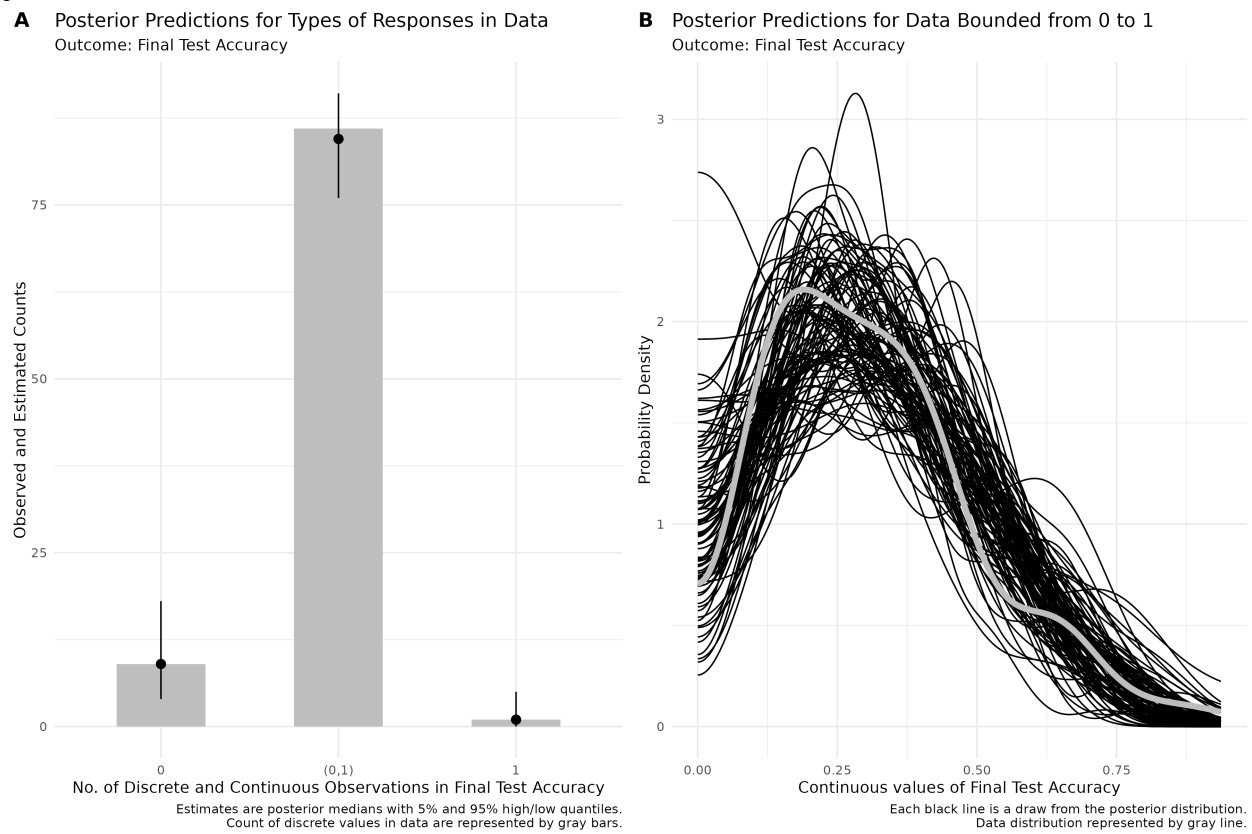 A Posterior Predictions for Types of Responses in Data
Outcome: Final Test Accuracy
Observed and Estimated Counts
75
50
25
0
0 (0,1) 1
No. of Discrete and Continuous Observations in Final Test Accuracy
Estimates are posterior medians with 5% and 95% high/low quantiles.
Count of discrete values in data are represented by gray bars.
B Posterior Predictions for Data Bounded from 0 to 1
Outcome: Final Test Accuracy
Probability Density
3
2
1
0
0.00 0.25 0.50 0.75
Continuous values of Final Test Accuracy
Each black line is a draw from the posterior distribution.
Data distribution represented by gray line.